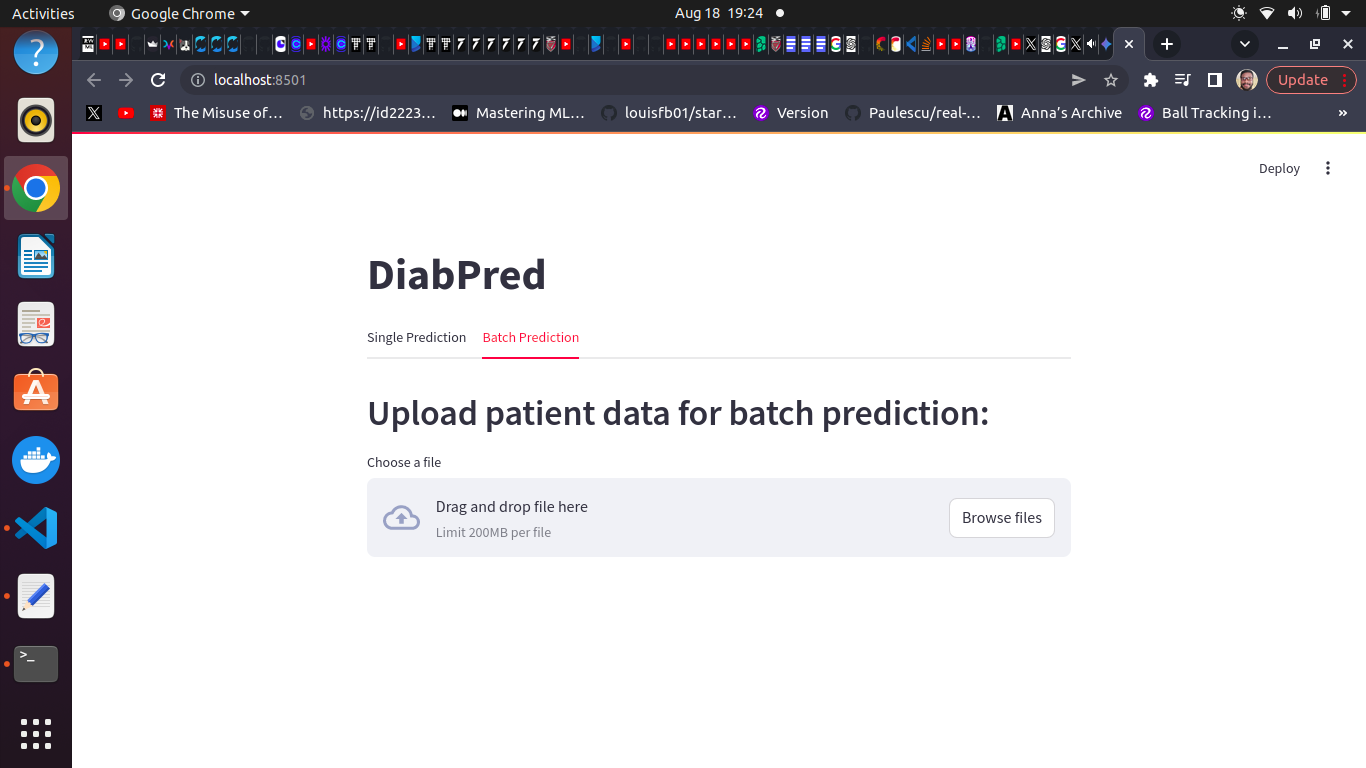 Activities
Google Chrome
Aug 18 19:24
localhost:8501
Update
The Misuse of…
https://id2223…
Mastering ML…
louisfb01/star…
Version
Paulescu/real-…
Anna’s Archive
Ball Tracking i…
»
Deploy
DiabPred
Single Prediction
Batch Prediction
Upload patient data for batch prediction:
Choose a file
Drag and drop file here
Limit 200MB per file
Browse files